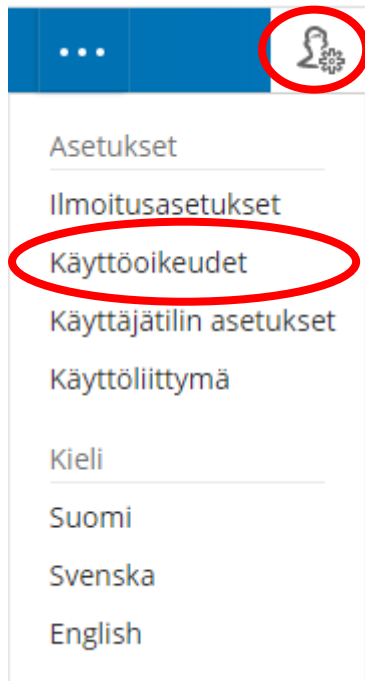 ...
Asetukset
Ilmoitusasetukset
Käyttöoikeudet
Käyttäjätilin asetukset
Käyttöliittymä
Kieli
Suomi
Svenska
English